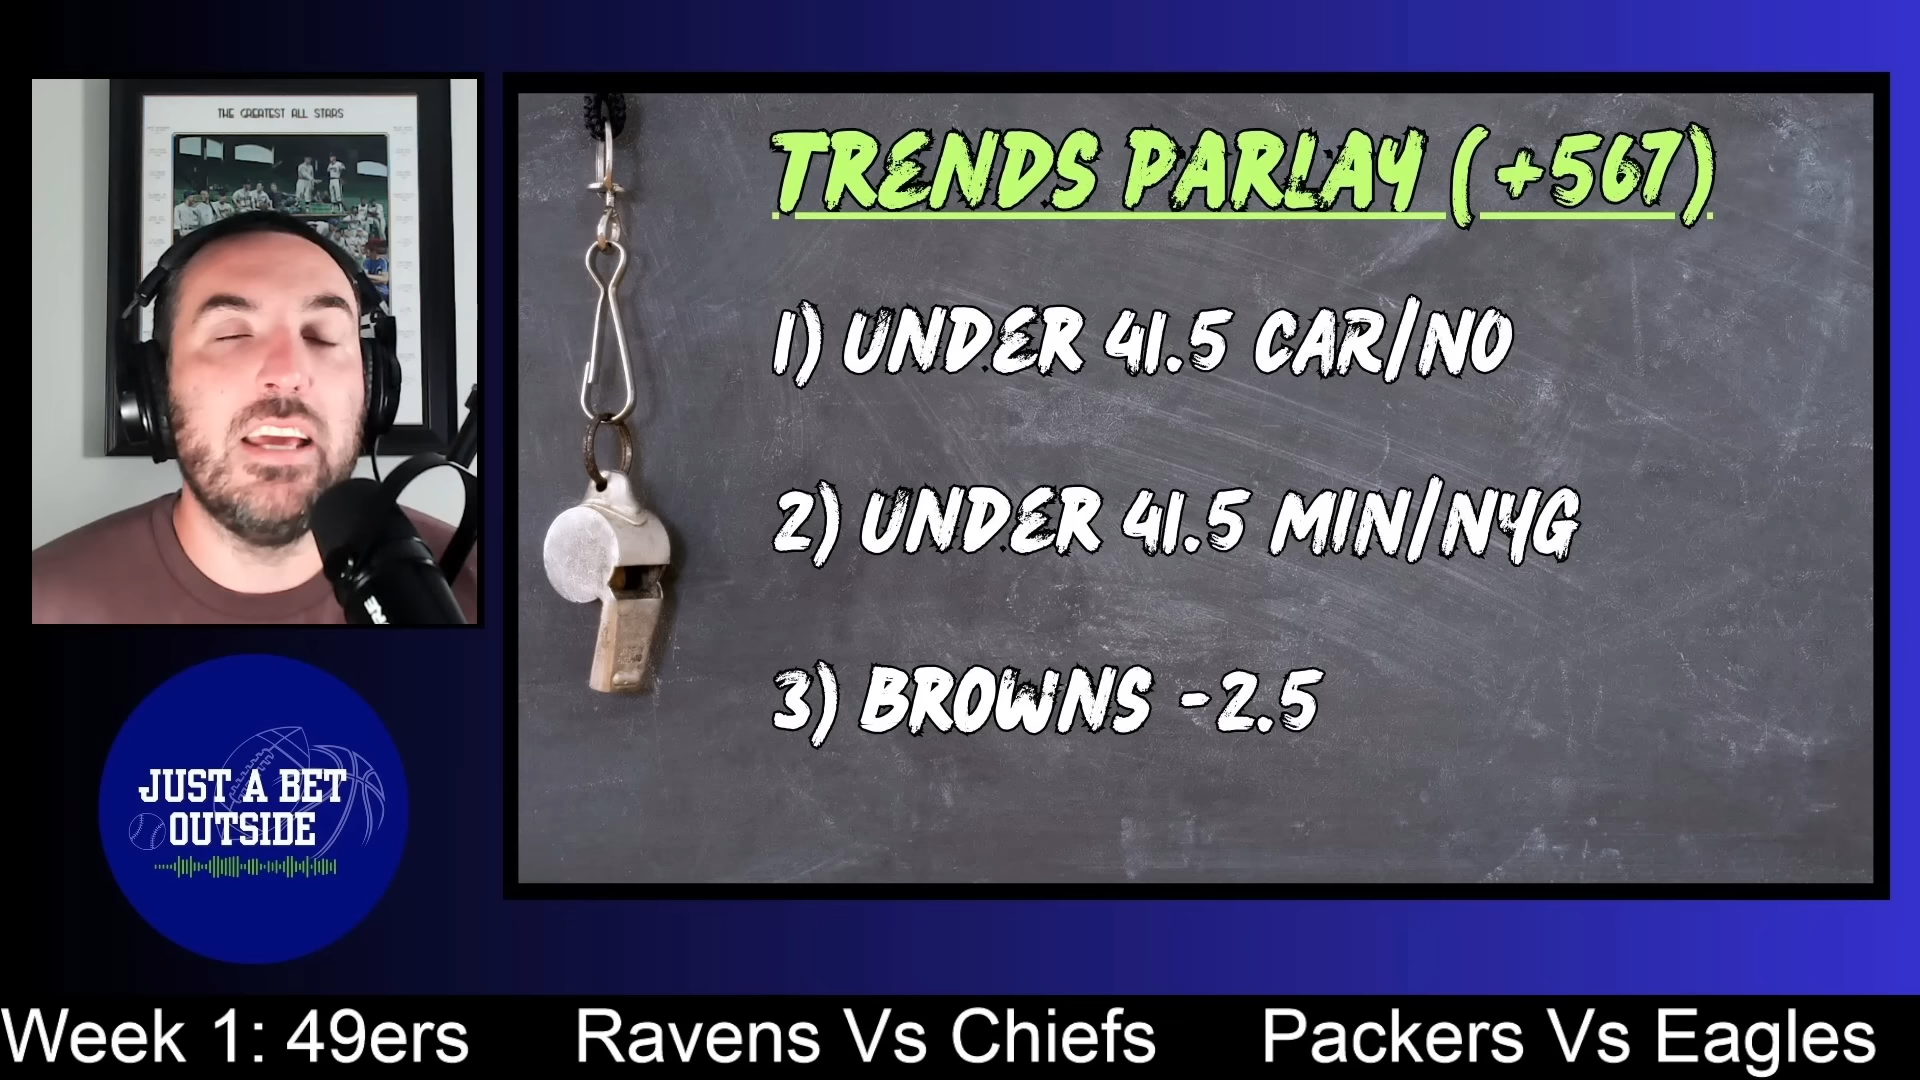 THE GREATEST ALL STARS
TRENDS PARLAY (+567)
1) UNDER 41.5 CAR/NO
2) UNDER 41.5 MIN/NYG
3) BROWNS -2.5
JUST A BET
OUTSIDE
Week 1: 49ers Ravens Vs Chiefs Packers Vs Eagles